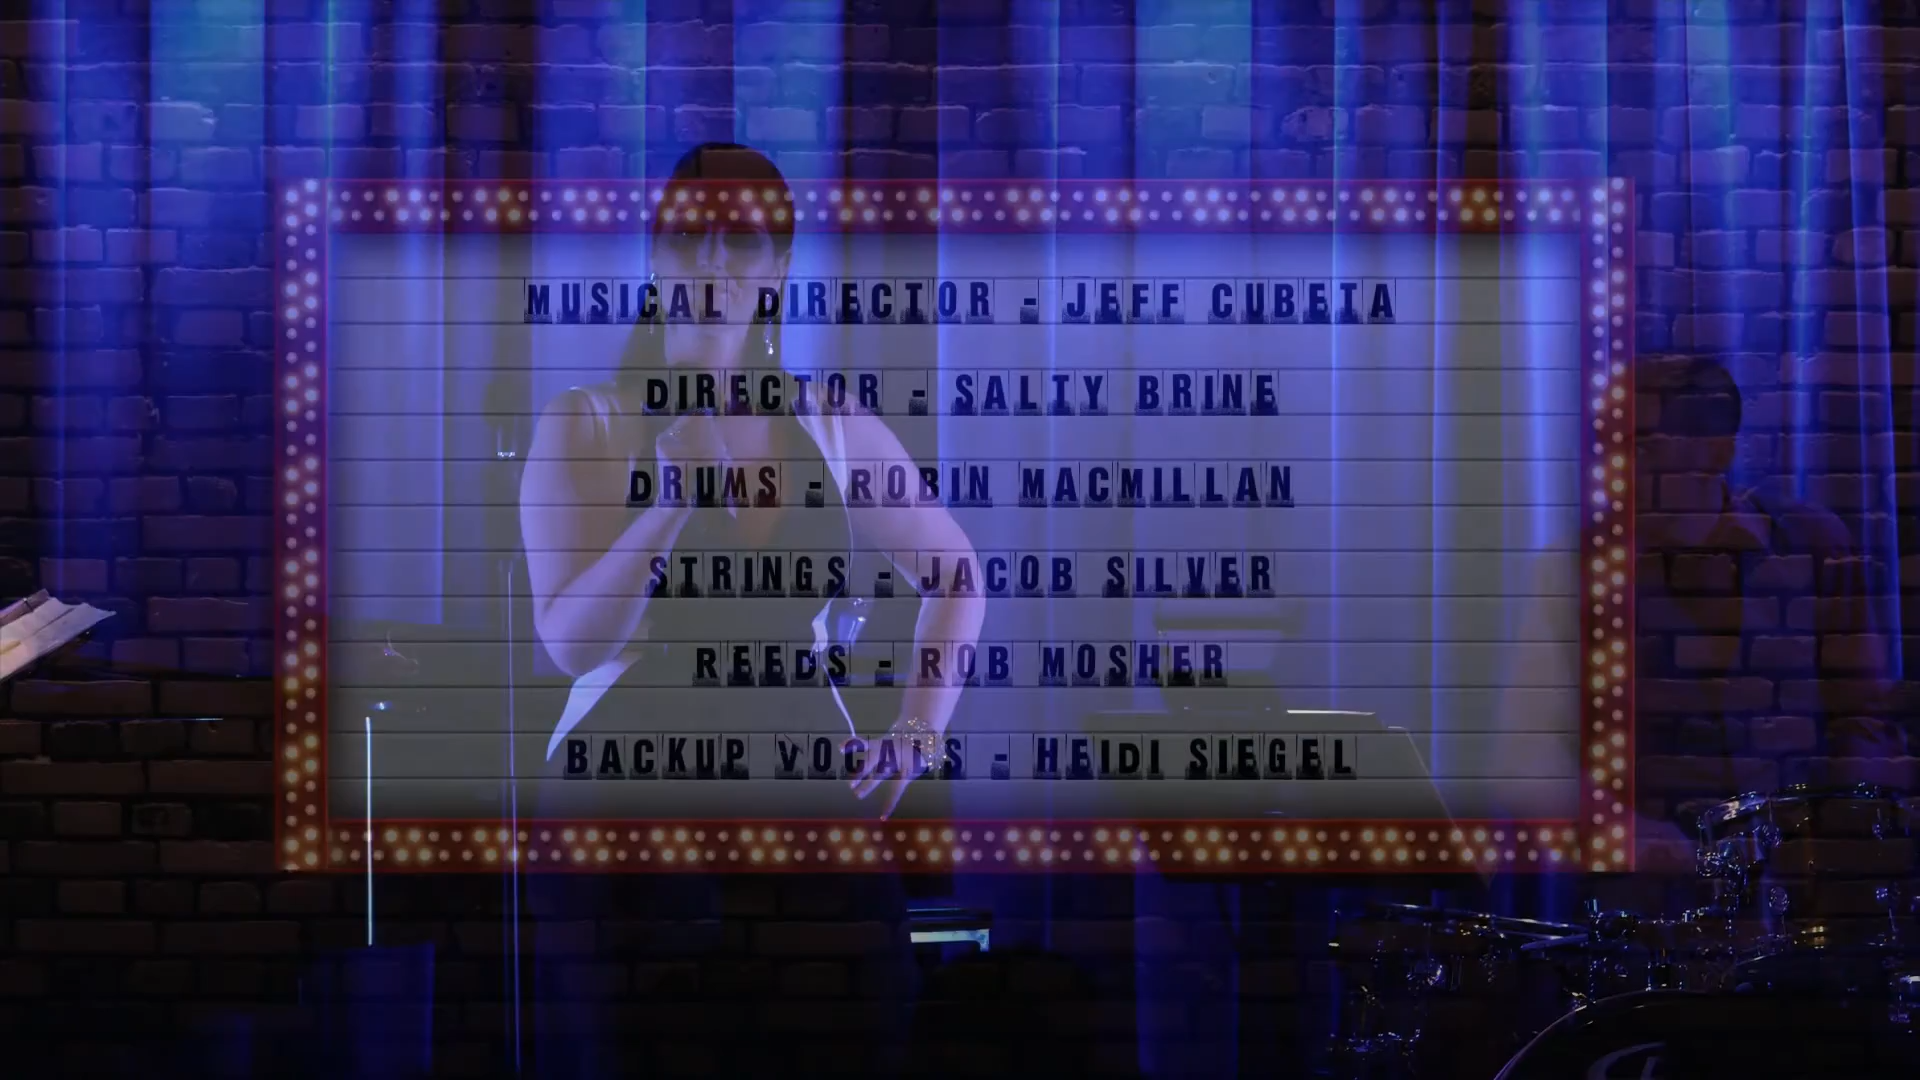 MUSICAL DIRECTOR - JEFF CUBETA
DIRECTOR - SALTY BRINE
DRUMS - ROBIN MACMILLAN
STRINGS - JACOB SILVER
REEDS - ROB MOSHER
BACKUP VOCALS - HEIDI SIEGEL